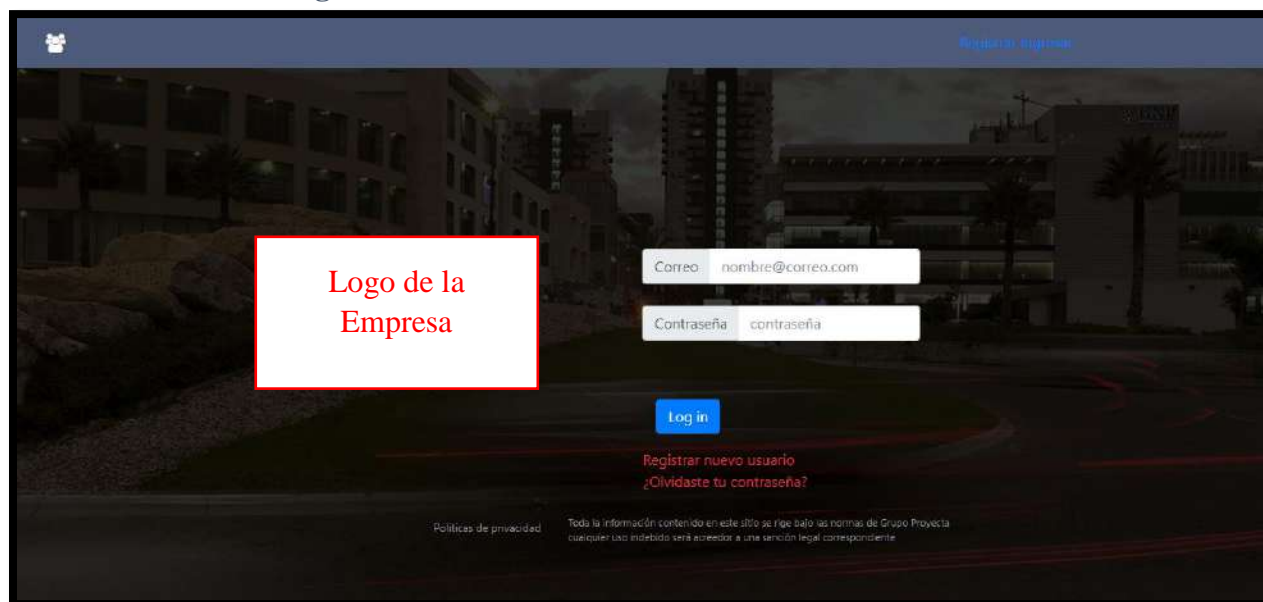 Logo de la
Empresa
Correo nombre@correo.com
Contraseña contraseña
Log in
Registrar nuevo usuario
¿Olvidaste tu contraseña?
Políticas de privacidad
Toda la información contenido en este sitio se rige bajo las normas de Grupo Proyecta
cualquier uso indebido será acreedor a una sanción legal correspondiente